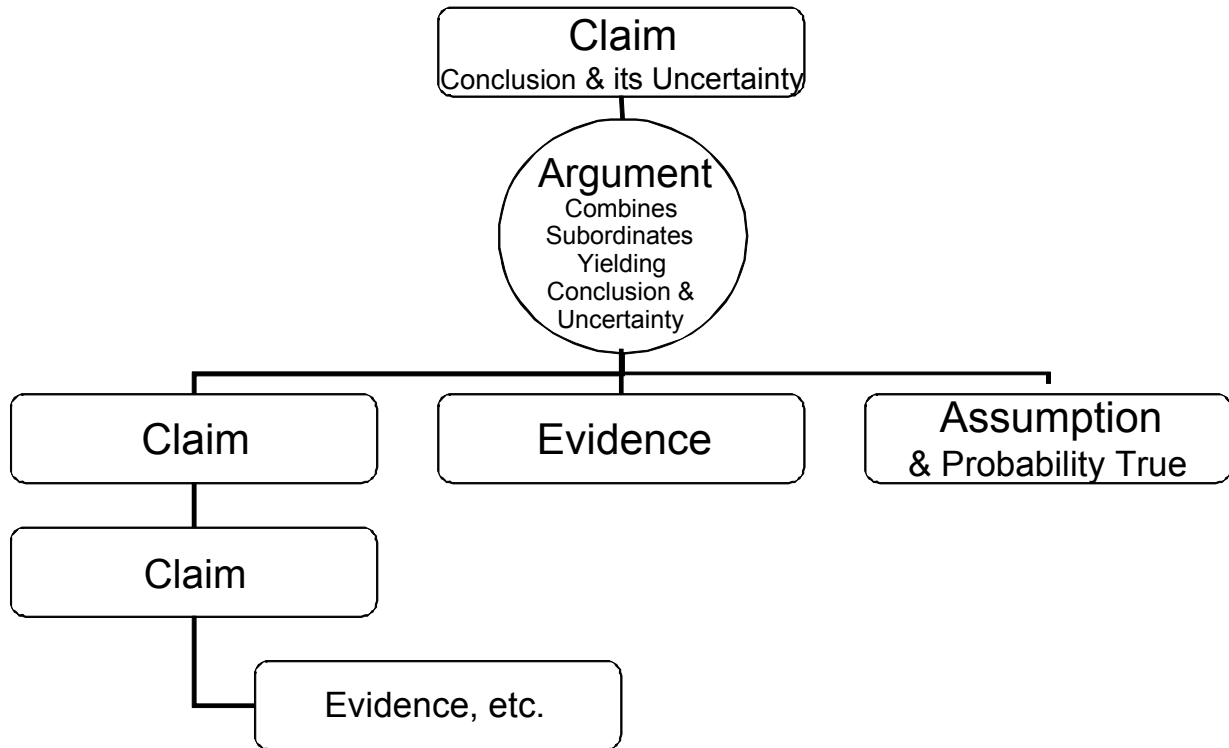 Claim
Conclusion & its Uncertainty
Argument
Combines
Subordinates
Yielding
Conclusion &
Uncertainty
Claim
Evidence
Assumption
& Probability True
Claim
Evidence, etc.